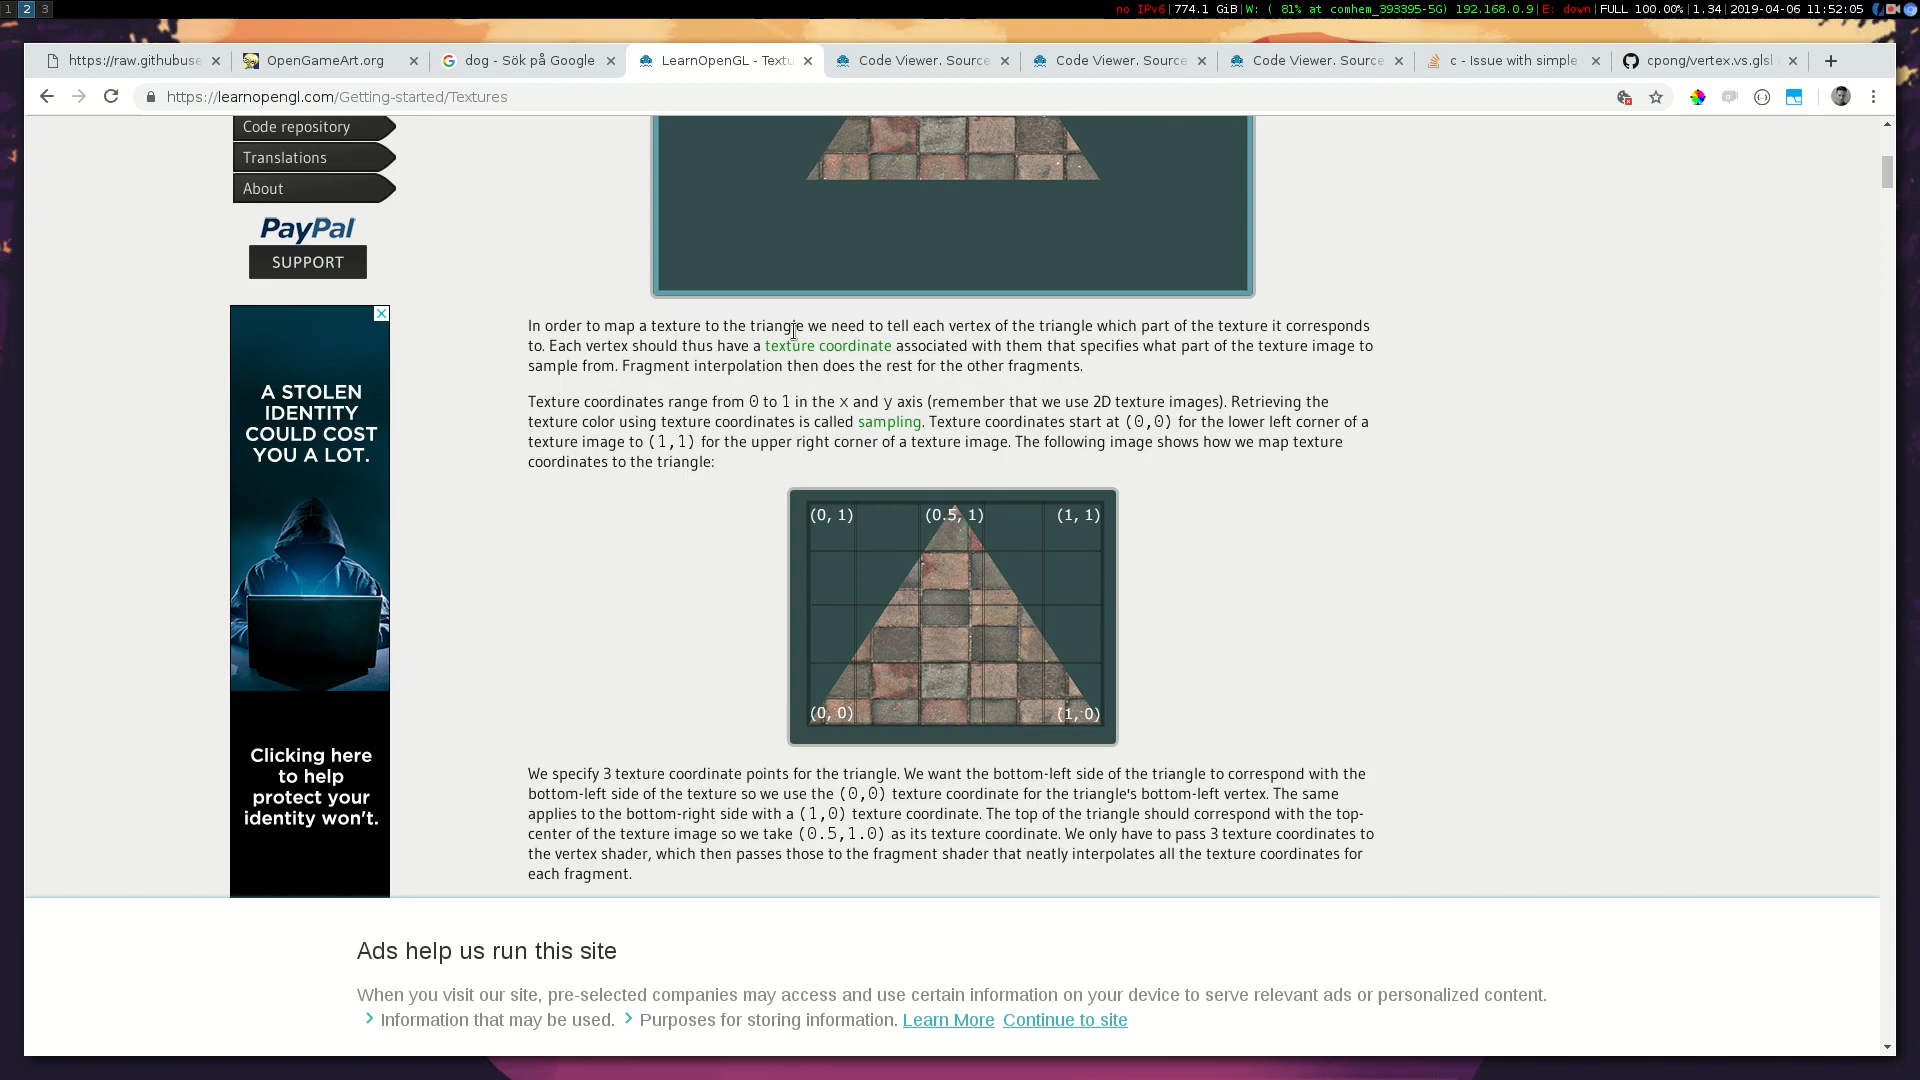 1 2 3
no IPv6|774.1 GiB|W: ( 81% at comhem_393395-5G) 192.168.0.9|E: down|FULL 100.00%|1.34|2019-04-06 11:52:05
https://raw.githubuse
OpenGameArt.org
dog - Sök på Google
LearnOpenGL - Textu
Code Viewer. Source
Code Viewer. Source
Code Viewer. Source
c - Issue with simple
cpong/vertex.vs.glsl
https://learnopengl.com/Getting-started/Textures
Code repository
Translations
About
PayPal
SUPPORT
A STOLEN
IDENTITY
COULD COST
YOU A LOT.
Clicking here
to help
protect your
identity won't.
In order to map a texture to the triangle we need to tell each vertex of the triangle which part of the texture it corresponds
to. Each vertex should thus have a texture coordinate associated with them that specifies what part of the texture image to
sample from. Fragment interpolation then does the rest for the other fragments.
Texture coordinates range from 0 to 1 in the x and y axis (remember that we use 2D texture images). Retrieving the
texture color using texture coordinates is called sampling. Texture coordinates start at (0,0) for the lower left corner of a
texture image to (1,1) for the upper right corner of a texture image. The following image shows how we map texture
coordinates to the triangle:
(0, 1) (0.5, 1) (1, 1)
(0, 0) (1, 0)
We specify 3 texture coordinate points for the triangle. We want the bottom-left side of the triangle to correspond with the
bottom-left side of the texture so we use the (0,0) texture coordinate for the triangle's bottom-left vertex. The same
applies to the bottom-right side with a (1,0) texture coordinate. The top of the triangle should correspond with the top-
center of the texture image so we take (0.5,1.0) as its texture coordinate. We only have to pass 3 texture coordinates to
the vertex shader, which then passes those to the fragment shader that neatly interpolates all the texture coordinates for
each fragment.
Ads help us run this site
When you visit our site, pre-selected companies may access and use certain information on your device to serve relevant ads or personalized content.
Information that may be used. Purposes for storing information. Learn More Continue to site